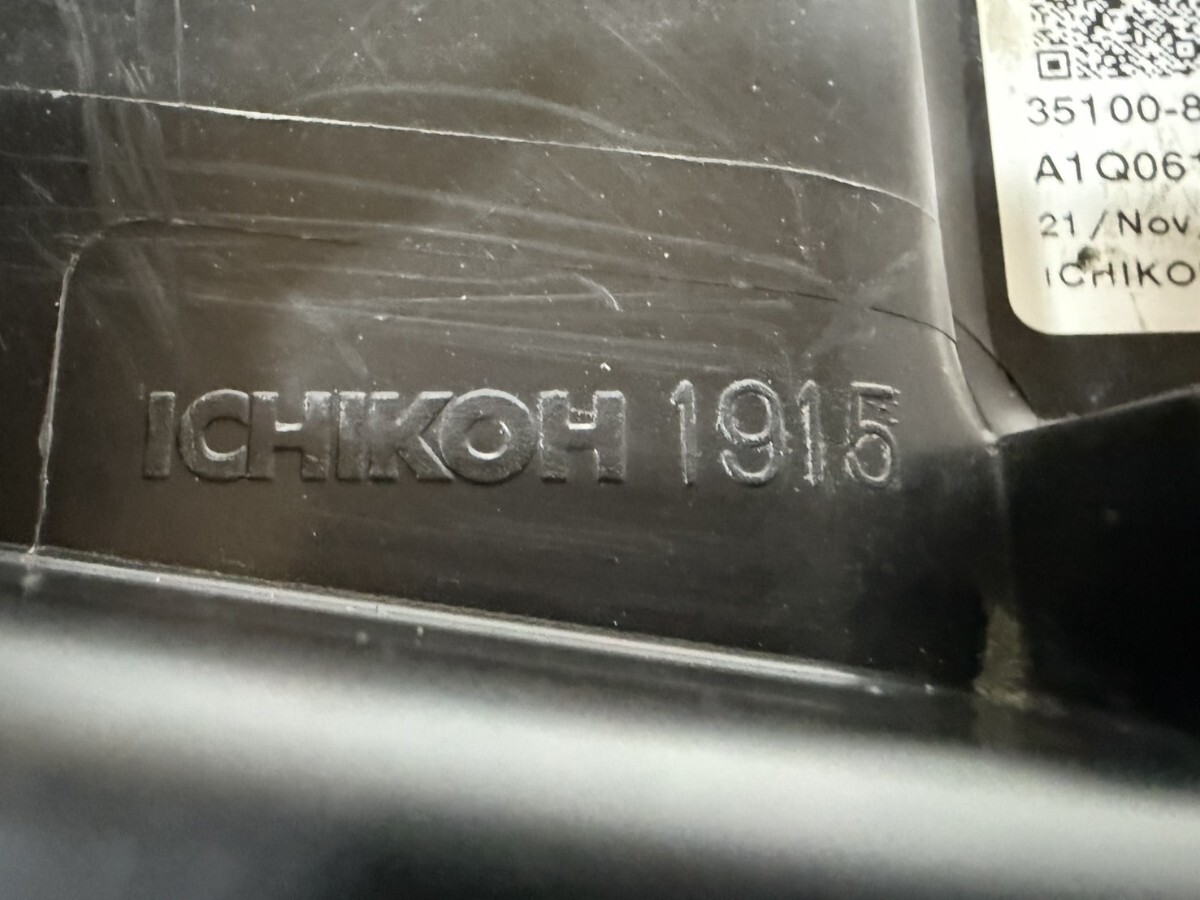 ICHIKOH 1915
35100-8
A1Q061
21/Nov
ICHIKO